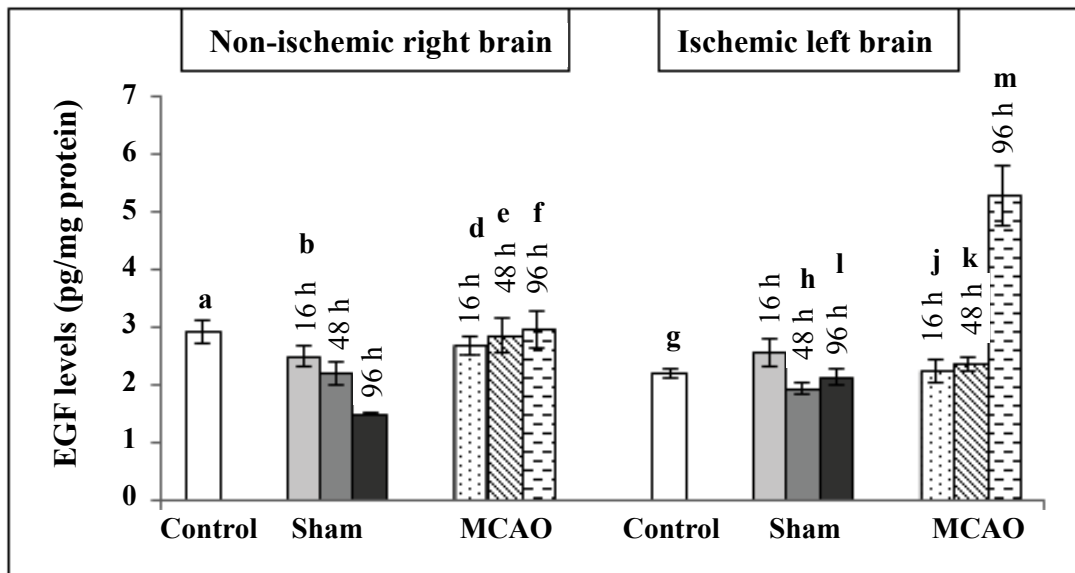 Non-ischemic right brain
Ischemic left brain
EGF levels (pg/mg protein)
7
6
5
4
3
2
1
0
a
b
16 h
48 h
96 h
d
16 h
e
48 h
f
96 h
g
16 h
h
48 h
l
96 h
j
16 h
k
48 h
m
96 h
Control
Sham
MCAO
Control
Sham
MCAO